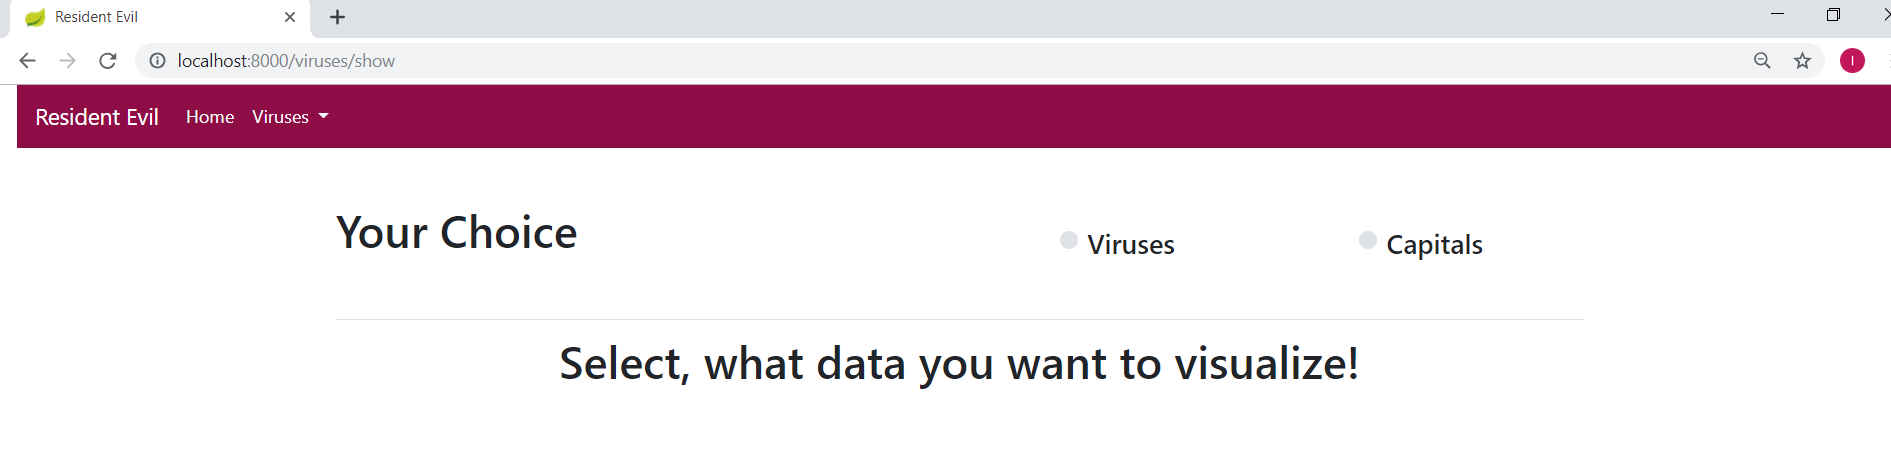 Resident Evil
localhost:8000/viruses/show
I
Resident Evil Home Viruses
Your Choice Viruses Capitals
Select, what data you want to visualize!